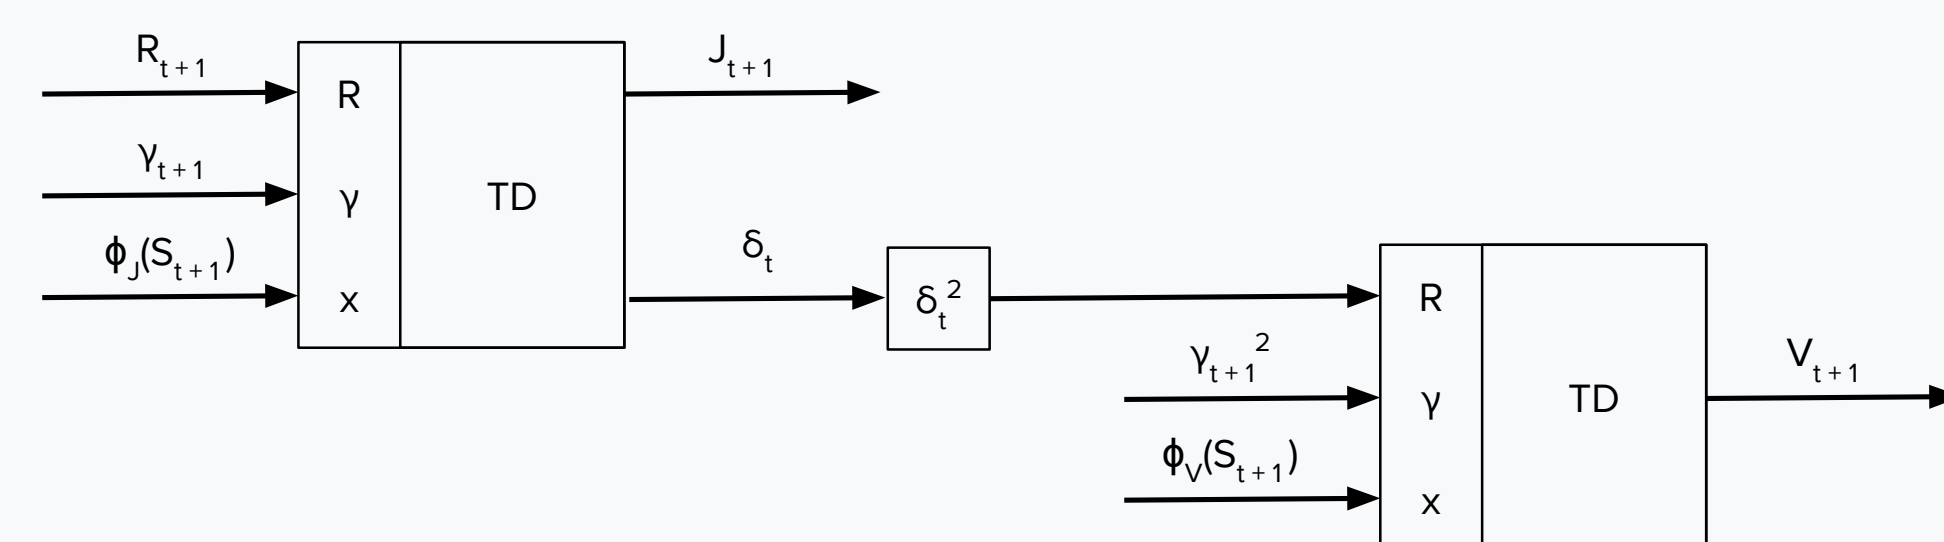 R_{t + 1}
J_{t + 1}
R
γ_{t + 1}
γ
TD
ϕ_J(S_{t + 1})
x
δ_t
δ_t^2
R
γ_{t + 1}^2
γ
TD
V_{t + 1}
ϕ_V(S_{t + 1})
x